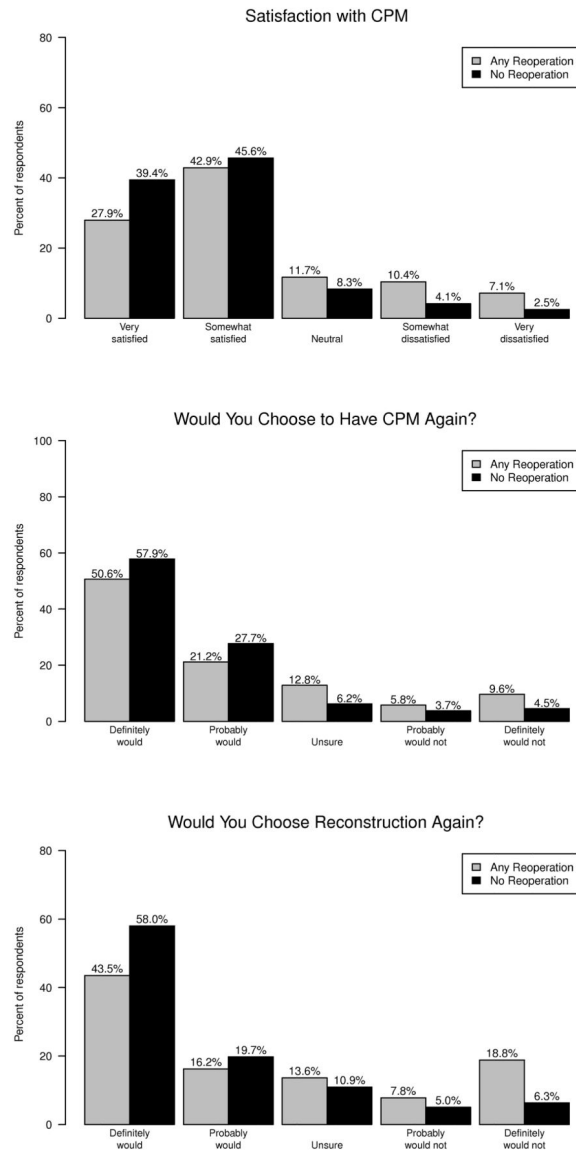 Satisfaction with CPM
80
60
40
20
0
Percent of respondents
Any Reoperation
No Reoperation
27.9%
39.4%
42.9%
45.6%
11.7%
8.3%
10.4%
4.1%
7.1%
2.5%
Very
satisfied
Somewhat
satisfied
Neutral
Somewhat
dissatisfied
Very
dissatisfied
Would You Choose to Have CPM Again?
100
80
60
40
20
0
Percent of respondents
Any Reoperation
No Reoperation
50.6%
57.9%
21.2%
27.7%
12.8%
6.2%
5.8%
3.7%
9.6%
4.5%
Definitely
would
Probably
would
Unsure
Probably
would not
Definitely
would not
Would You Choose Reconstruction Again?
80
60
40
20
0
Percent of respondents
Any Reoperation
No Reoperation
43.5%
58.0%
16.2%
19.7%
13.6%
10.9%
7.8%
5.0%
18.8%
6.3%
Definitely
would
Probably
would
Unsure
Probably
would not
Definitely
would not